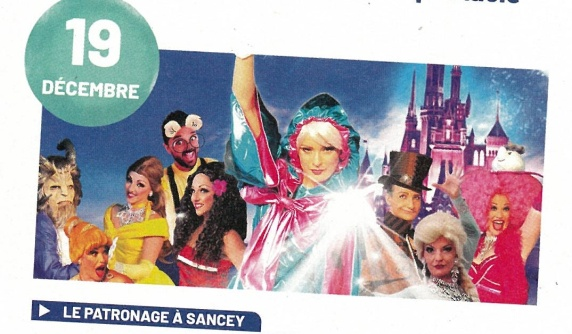 19
DÉCEMBRE
LE PATRONAGE À SANCEY